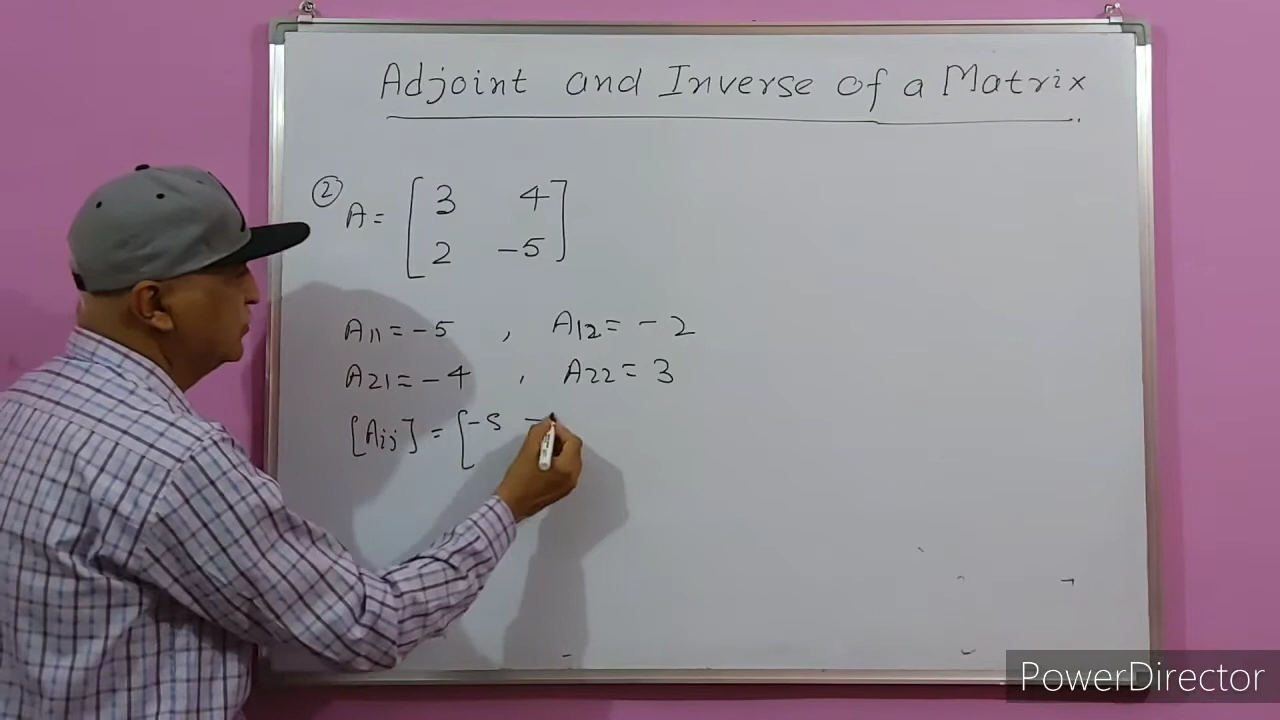 Adjoint and Inverse of a Matrix
② A = [ 3 4
2 -5 ]
A11 = -5 , A12 = -2
A21 = -4 , A22 = 3
[Aij] = [ -5 -
PowerDirector